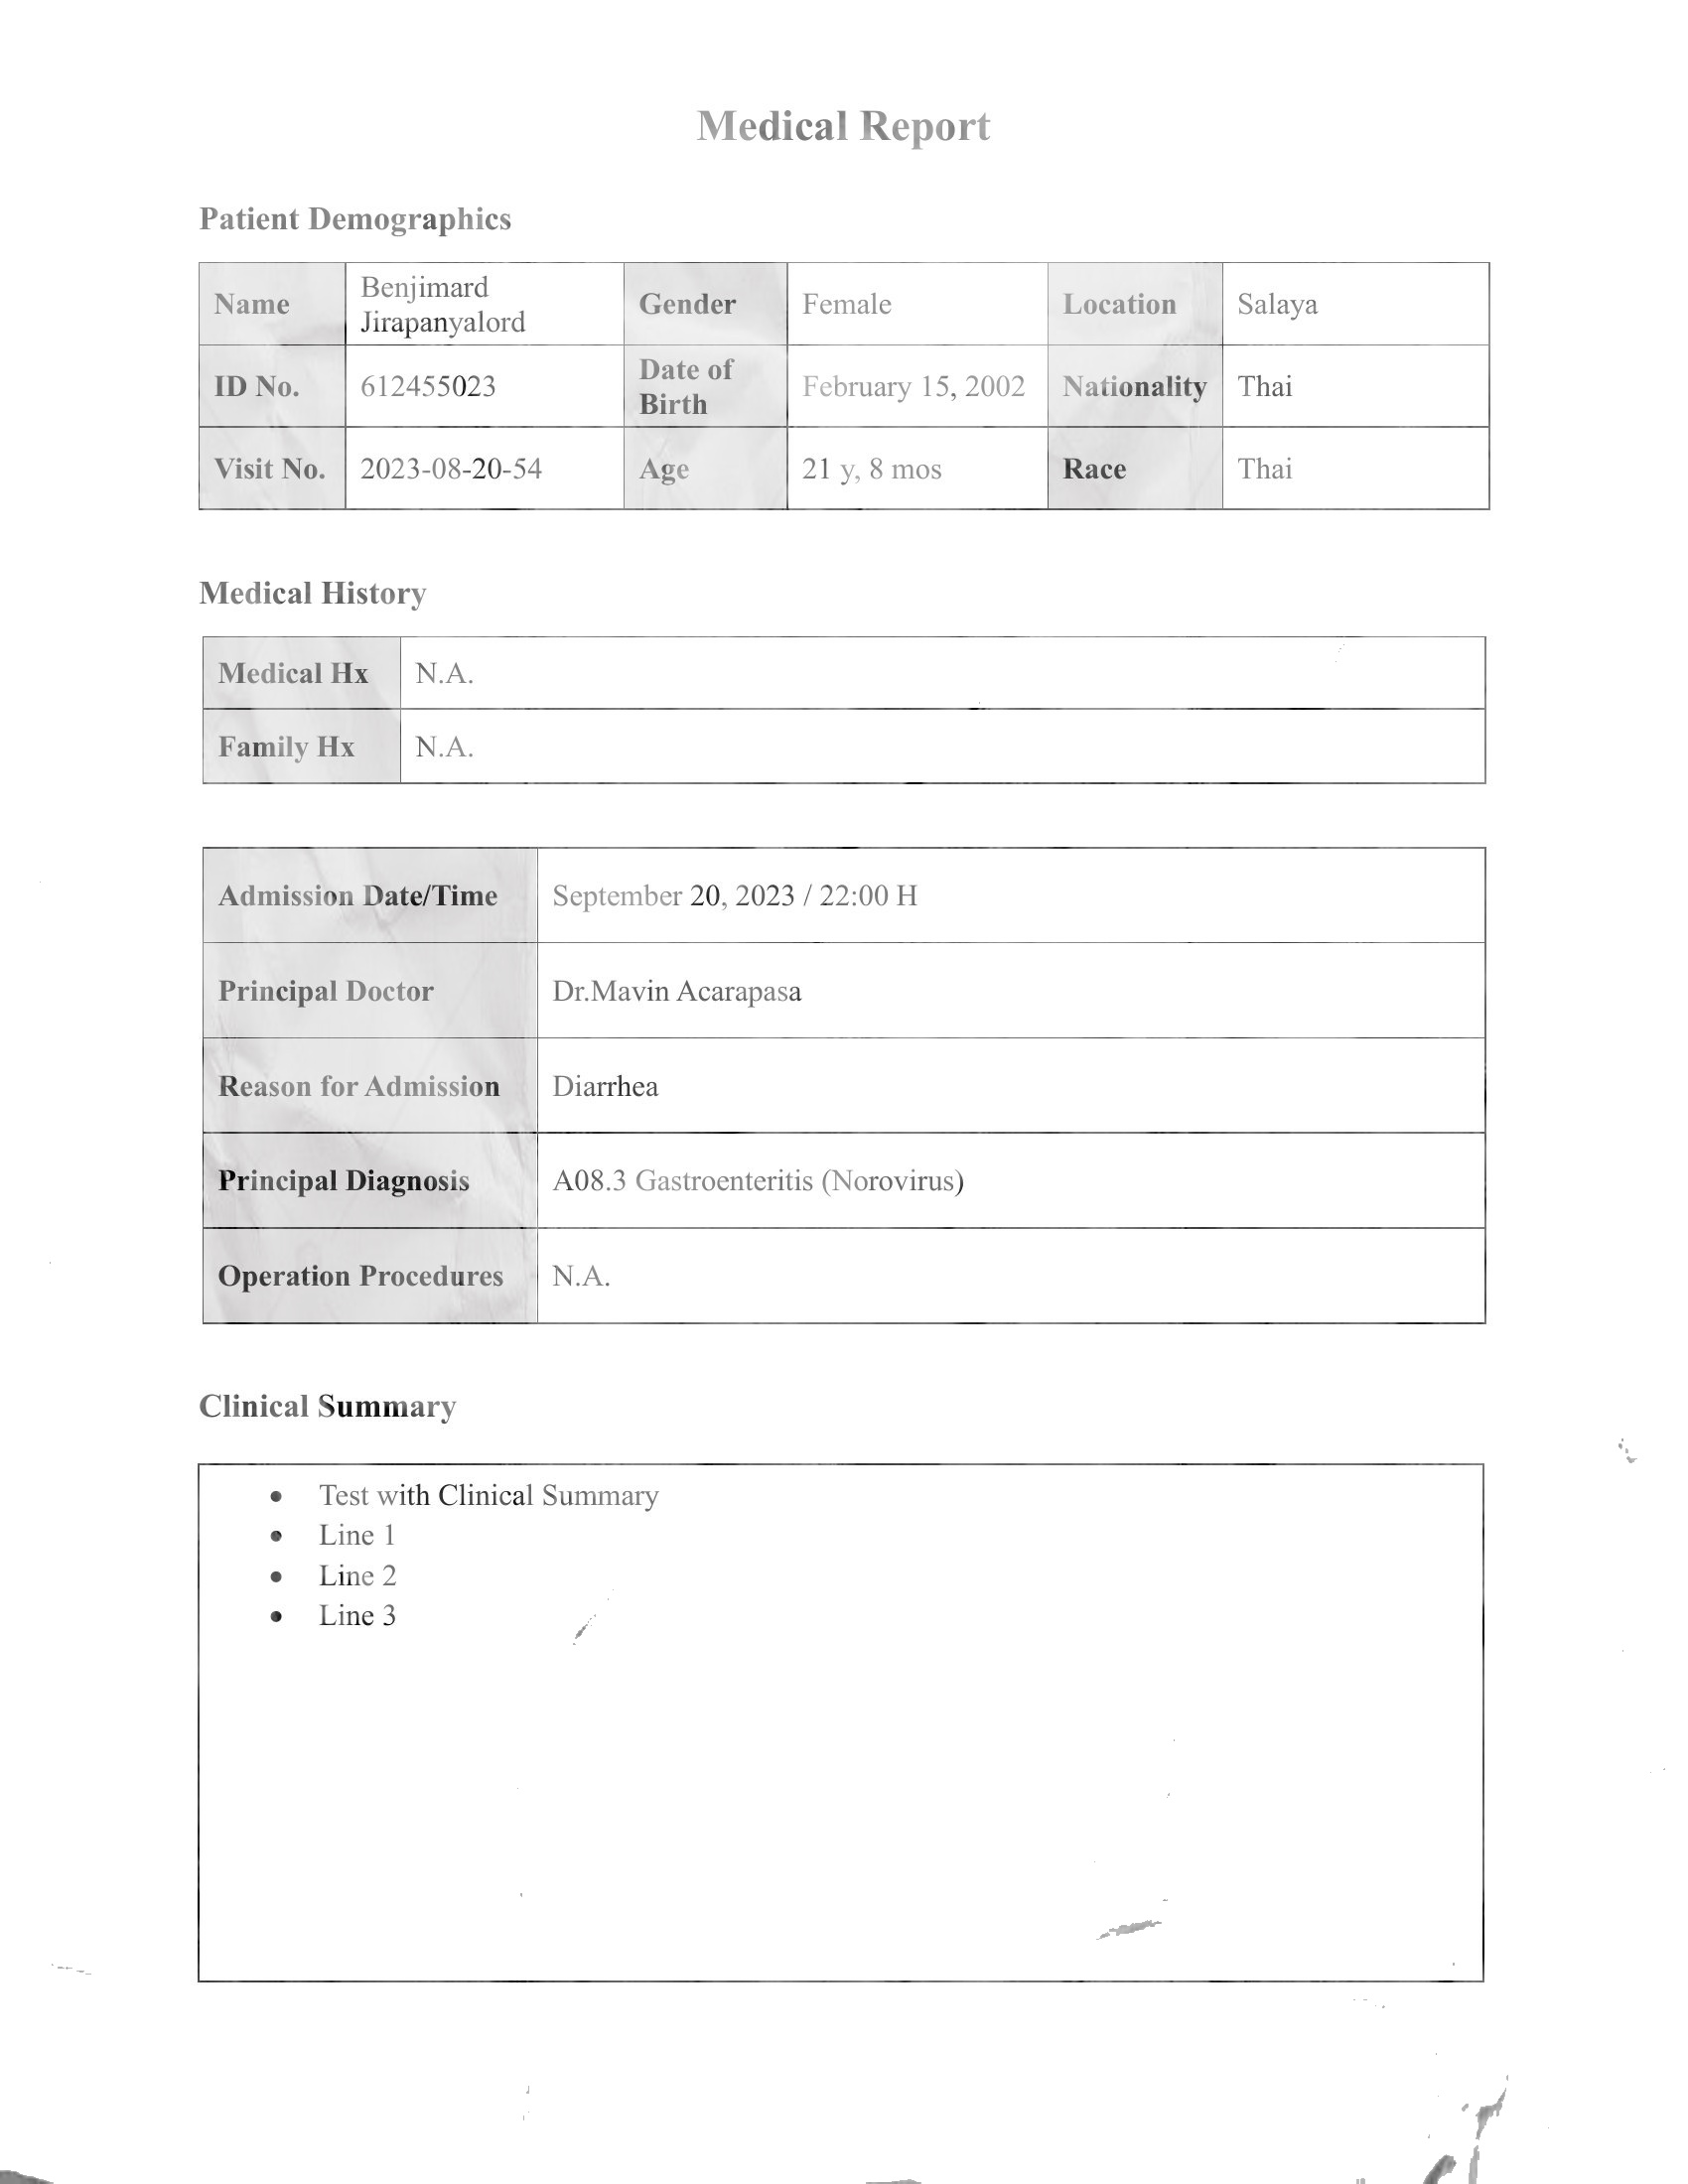 Medical Report
Patient Demographics
Name Benjimard Jirapanyalord Gender Female Location Salaya
ID No. 612455023 Date of Birth February 15, 2002 Nationality Thai
Visit No. 2023-08-20-54 Age 21 y, 8 mos Race Thai
Medical History
Medical Hx N.A.
Family Hx N.A.
Admission Date/Time September 20, 2023 / 22:00 H
Principal Doctor Dr.Mavin Acarapasa
Reason for Admission Diarrhea
Principal Diagnosis A08.3 Gastroenteritis (Norovirus)
Operation Procedures N.A.
Clinical Summary
• Test with Clinical Summary
• Line 1
• Line 2
• Line 3